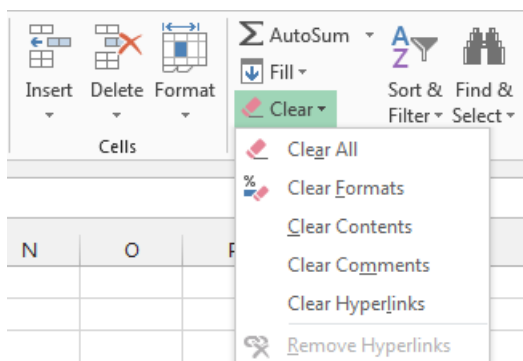 Insert Delete Format
Cells
AutoSum
Fill
Clear
Sort & Find &
Filter Select
Clear All
Clear Formats
Clear Contents
Clear Comments
Clear Hyperlinks
Remove Hyperlinks
N O